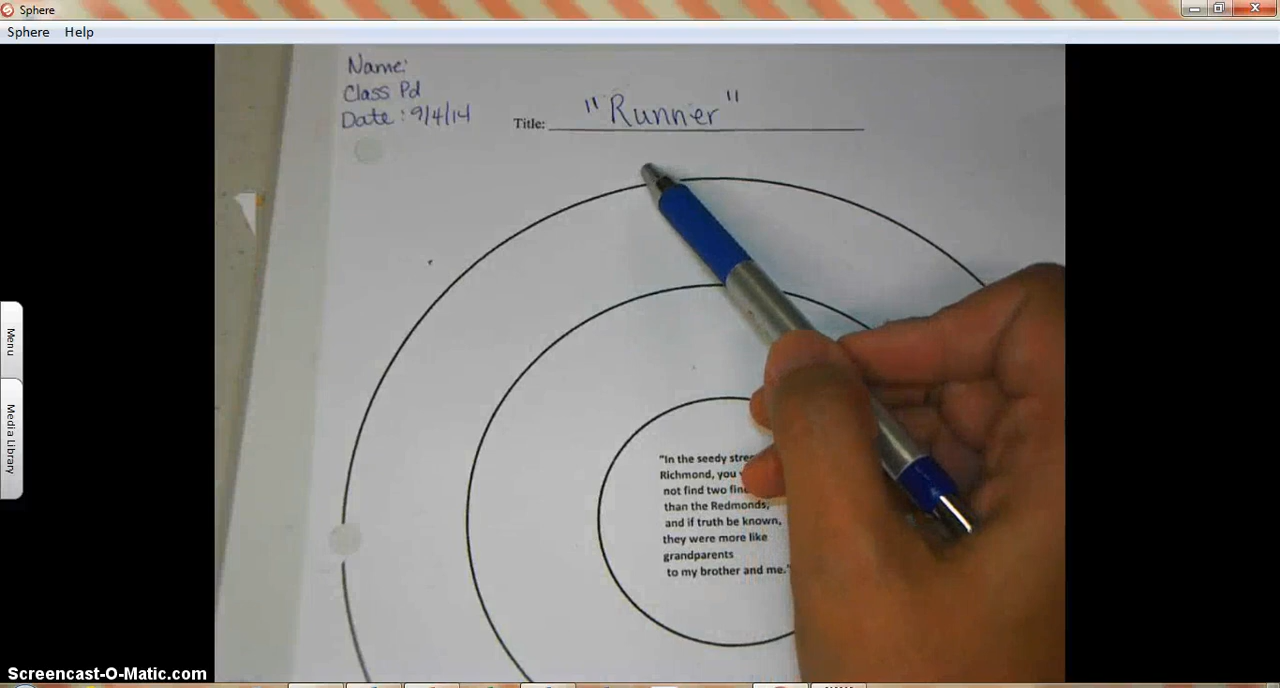 Sphere
Sphere Help
Name:
Class Pd
Date: 9/4/14
Title: "Runner"
Menu
Media Library
"In the seedy
Richmond, you
not find two
than the Redmonds,
and if truth be known,
they were more like
grandparents
to my brother and me."
Screencast-O-Matic.com